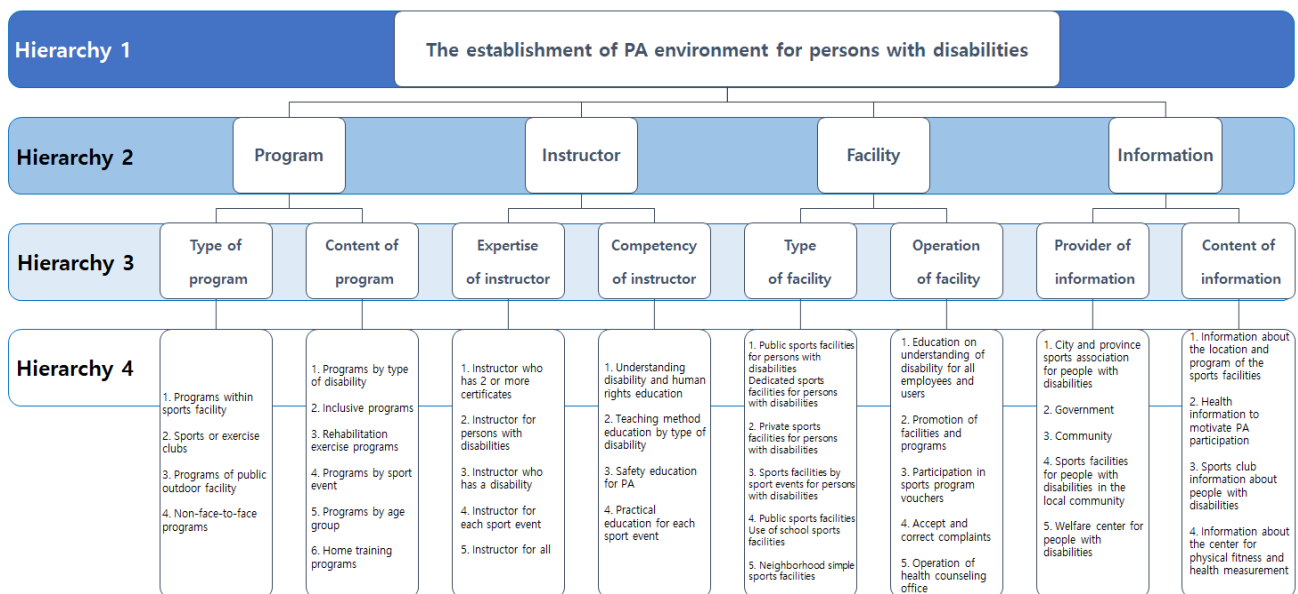 Hierarchy 1
The establishment of PA environment for persons with disabilities
Hierarchy 2
Program
Instructor
Facility
Information
Hierarchy 3
Type of
program
Content of
program
Expertise
of instructor
Competency
of instructor
Type
of facility
Operation
of facility
Provider of
information
Content of
information
Hierarchy 4
1. Programs within
sports facility
2. Sports or exercise
clubs
3. Programs of public
outdoor facility
4. Non-face-to-face
programs
1. Programs by type
of disability
2. Inclusive programs
3. Rehabilitation
exercise programs
4. Programs by sport
event
5. Programs by age
group
6. Home training
programs
1. Instructor who
has 2 or more
certificates
2. Instructor for
persons with
disabilities
3. Instructor who
has a disability
4. Instructor for
each sport event
5. Instructor for all
1. Understanding
disability and human
rights education
2. Teaching method
education by type of
disability
3. Safety education
for PA
4. Practical
education for each
sport event
1. Public sports facilities
for persons with
disabilities
Dedicated sports
facilities for persons
with disabilities
2. Private sports
facilities for persons
with disabilities
3. Sports facilities by
sport events for persons
with disabilities
4. Public sports facilities
Use of school sports
facilities
5. Neighborhood simple
sports facilities
1. Education on
understanding of
disability for all
employees and
users
2. Promotion of
facilities and
programs
3. Participation in
sports program
vouchers
4. Accept and
correct complaints
5. Operation of
health counseling
office
1. City and province
sports association
for people with
disabilities
2. Government
3. Community
4. Sports facilities
for people with
disabilities in the
local community
5. Welfare center for
people with
disabilities
1. Information about
the location and
program of the
sports facilities
2. Health
information to
motivate PA
participation
3. Sports club
information about
people with
disabilities
4. Information about
the center for
physical fitness and
health measurement